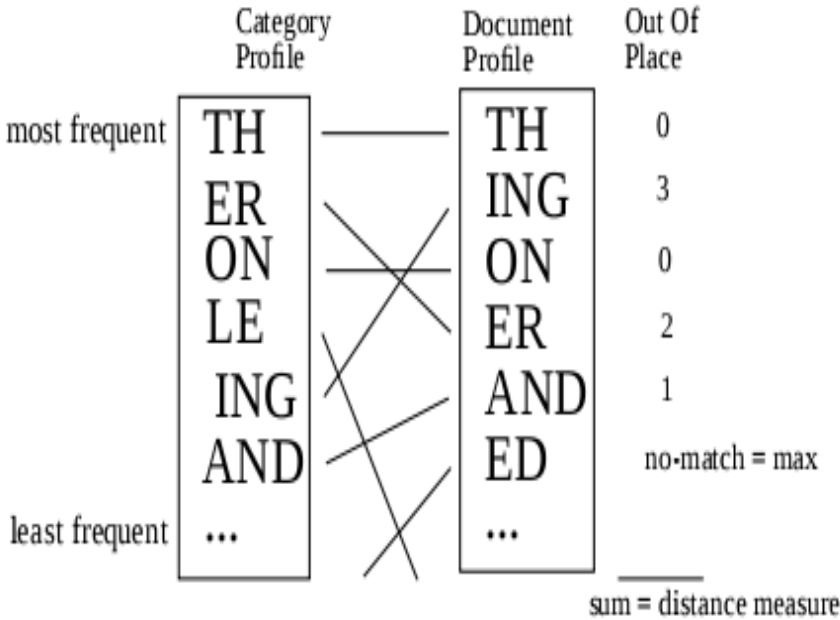 Category
Profile
Document
Profile
Out Of
Place
most frequent
TH
TH
0
ER
ING
3
ON
ON
0
LE
ER
2
ING
AND
1
AND
ED
no-match = max
least frequent
...
...
sum = distance measure